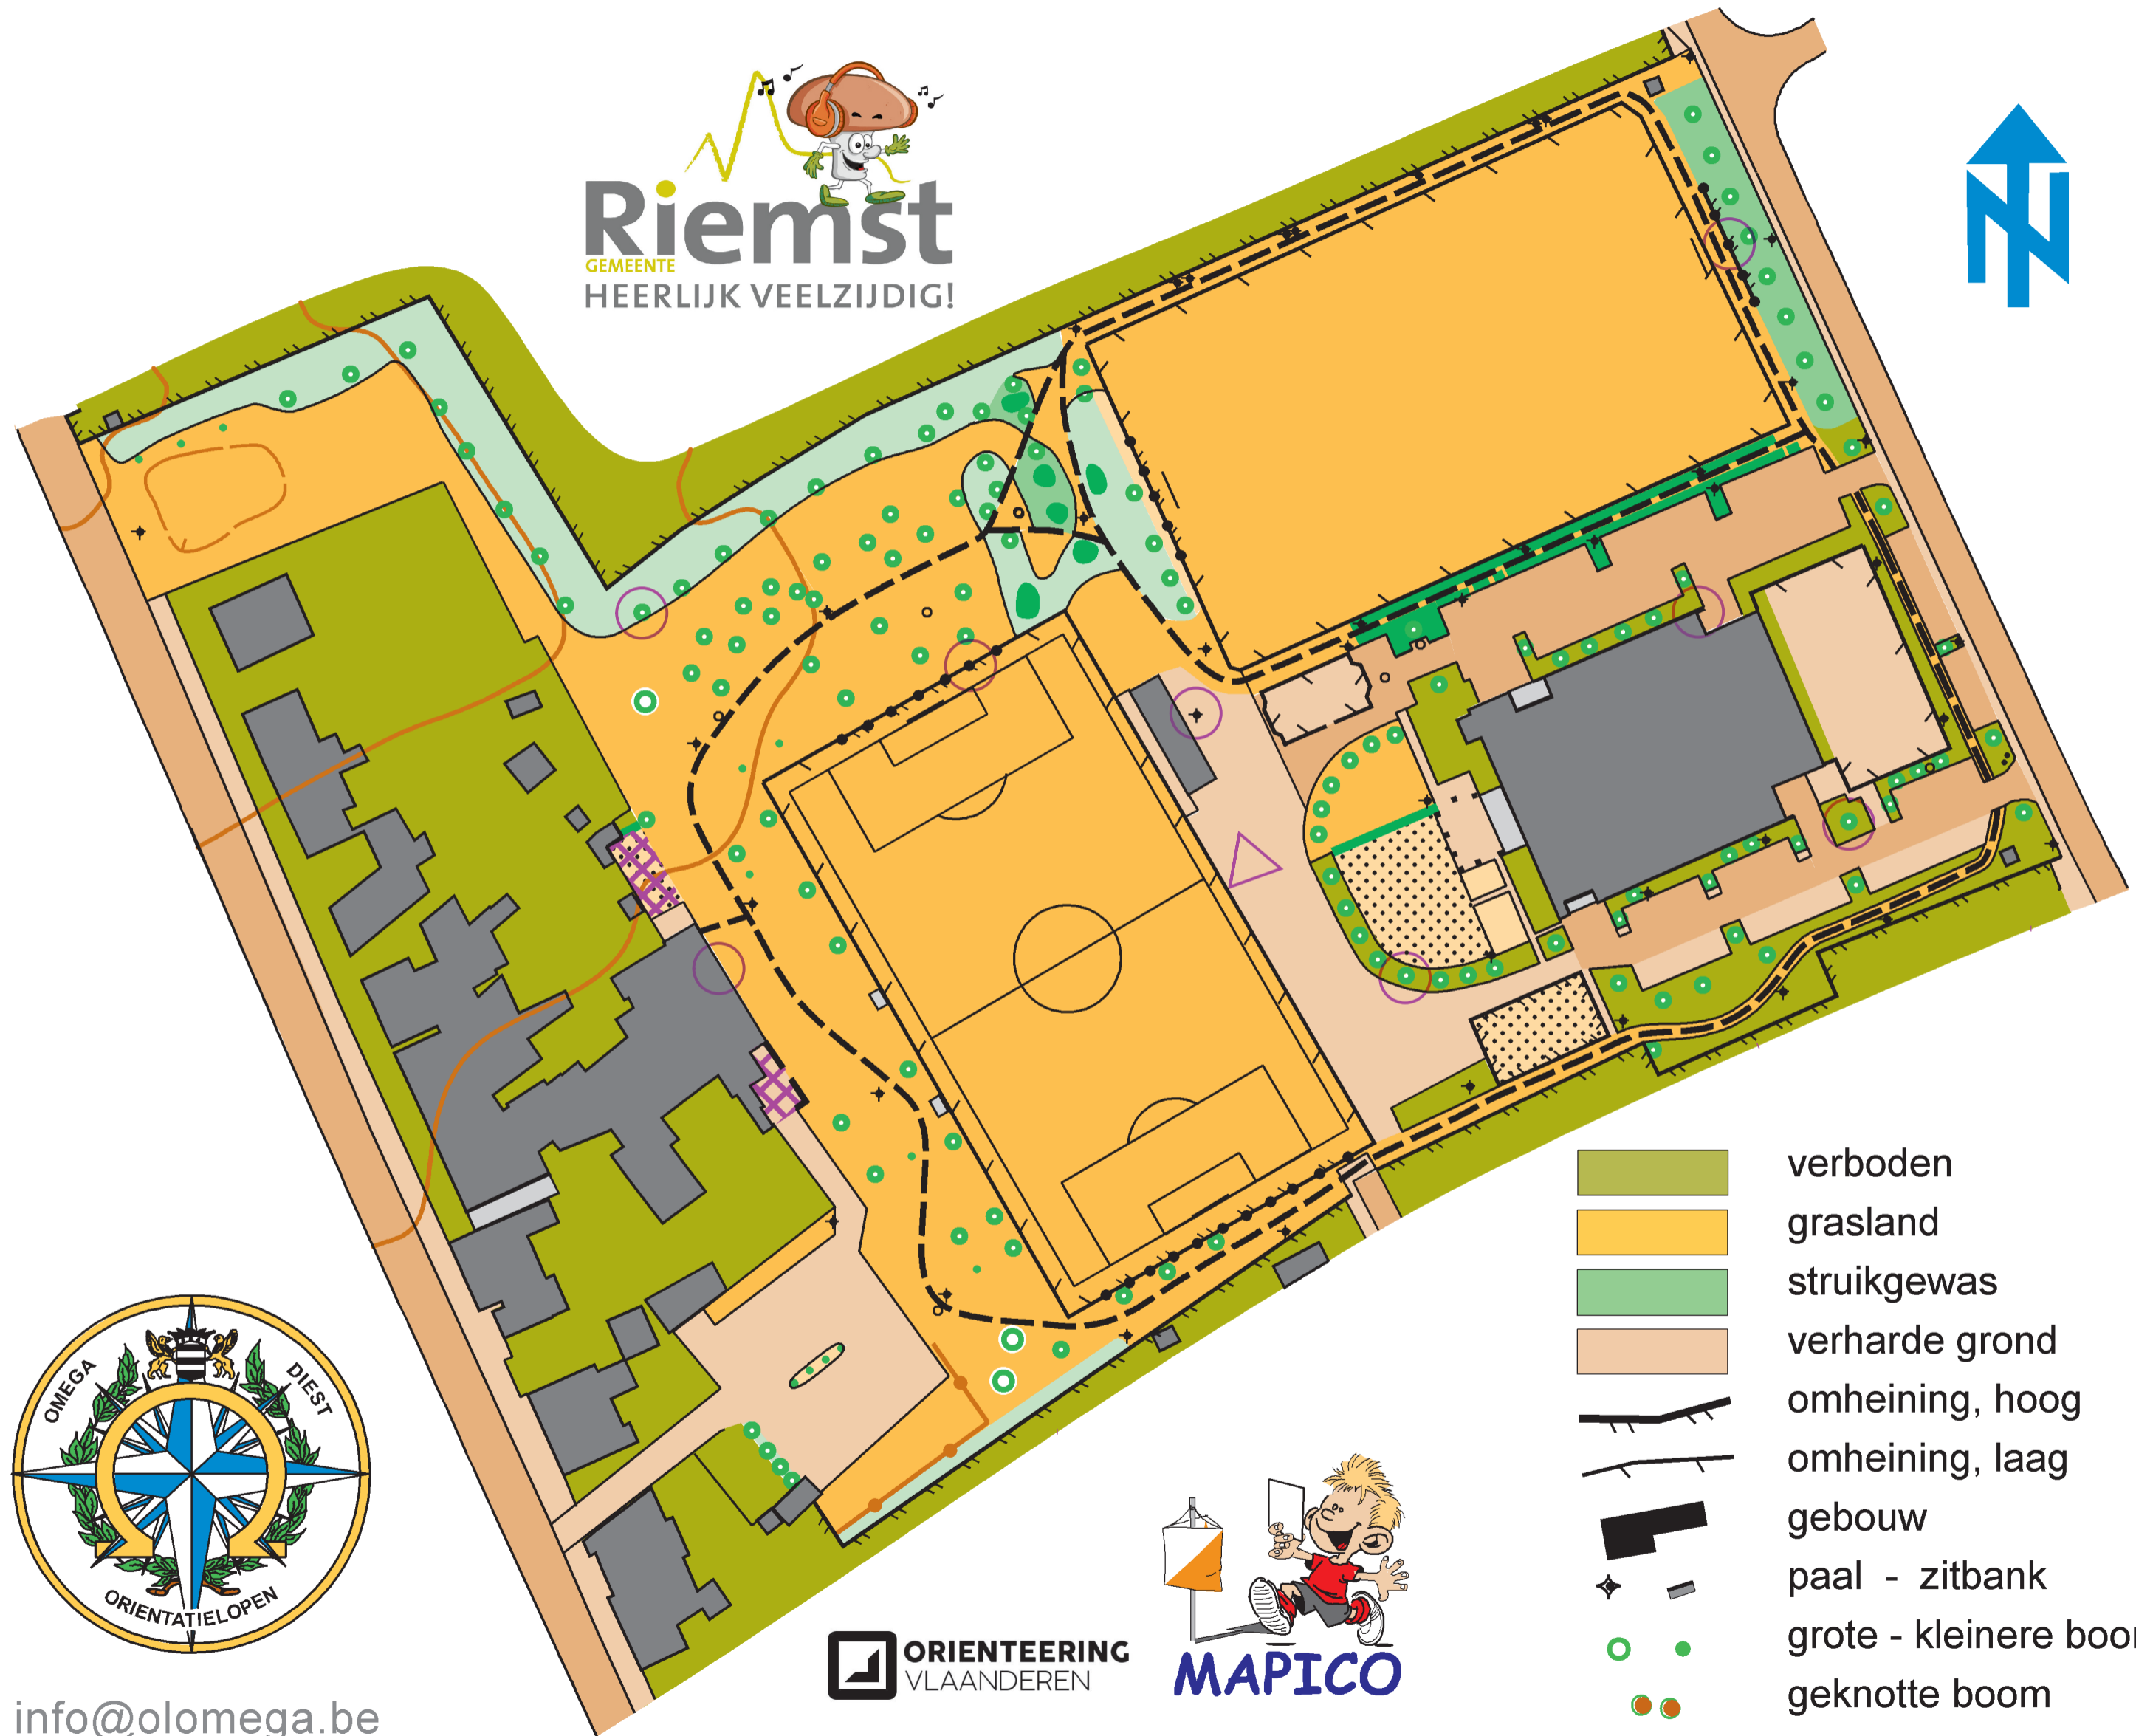 Riemst
GEMEENTE
HEERLIJK VEELZIJDIG!
N
verboden
grasland
struikgewas
verharde grond
omheining, hoog
omheining, laag
gebouw
paal - zitbank
grote - kleinere boom
geknotte boom
OMEGA DIEST
ORIENTATIELOPEN
ORIENTEERING
VLAANDEREN
MAPICO
info@olomega.be